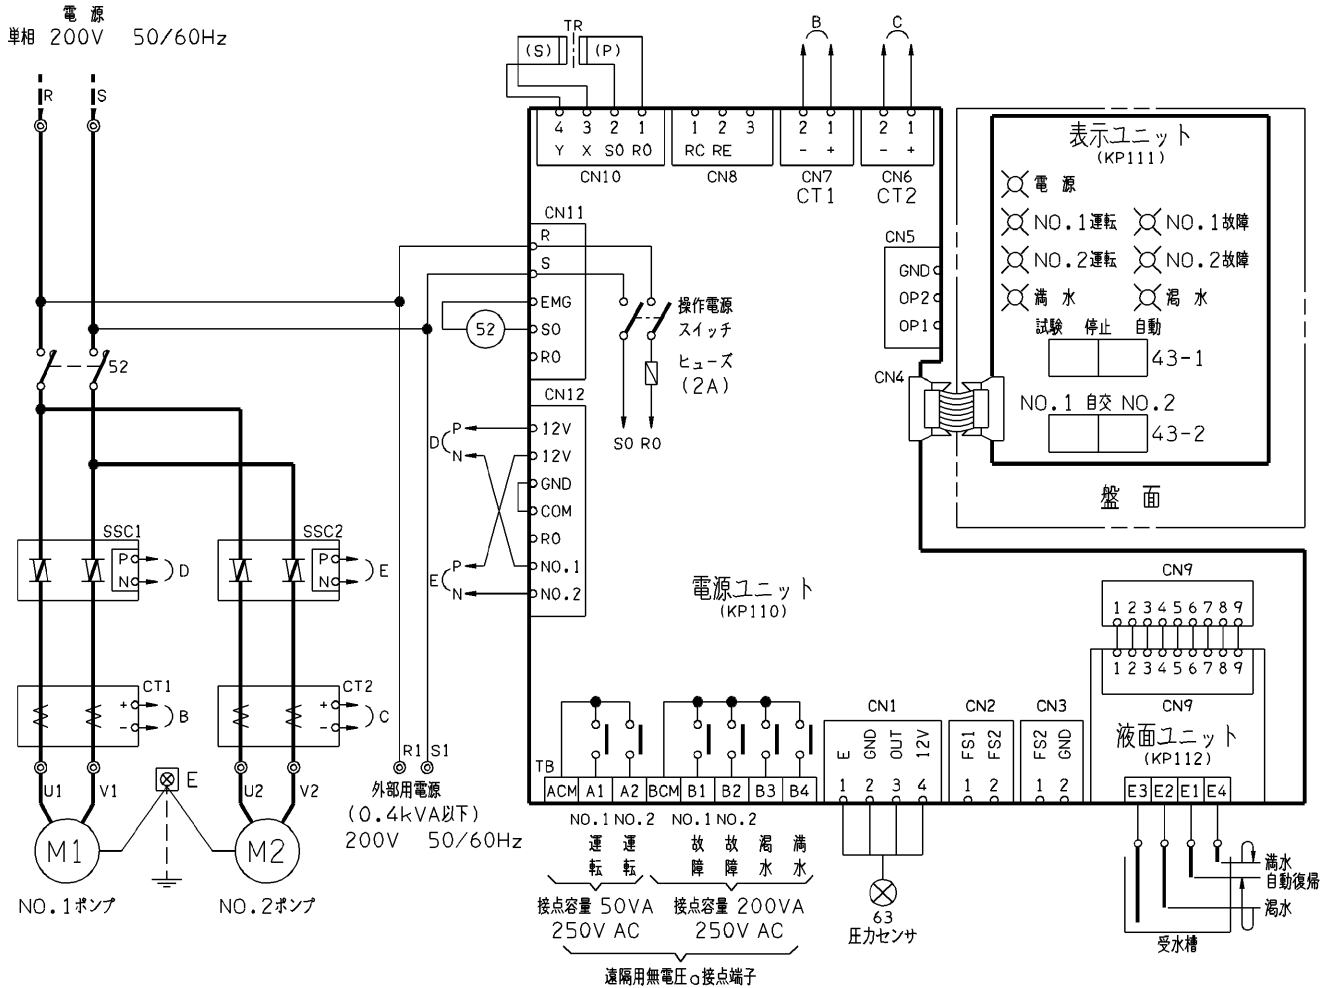 電 源
単相 200V 50/60Hz
R S
52
SSC1
P
N
D
SSC2
P
N
E
CT1
+
-
B
CT2
+
-
C
U1 V1 E U2 V2
M1 M2
NO.1ポンプ NO.2ポンプ
R1 S1
外部用電源
(0.4kVA以下)
200V 50/60Hz
TR
(S) (P)
4 3 2 1
Y X SO RO
CN10
1 2 3
RC RE
CN8
B
2 1
- +
CN7
CT1
C
2 1
- +
CN6
CT2
CN11
R
S
EMG
SO
RO
52
操作電源
スイッチ
ヒューズ
(2A)
SO RO
CN12
12V
12V
GND
COM
RO
NO.1
NO.2
P
D
N
P
E
N
CN5
GND
OP2
OP1
CN4
表示ユニット
(KP111)
電 源
NO.1運転 NO.1故障
NO.2運転 NO.2故障
満 水 渇 水
試験 停止 自動
43-1
NO.1 自交 NO.2
43-2
盤 面
電源ユニット
(KP110)
CN9
1 2 3 4 5 6 7 8 9
1 2 3 4 5 6 7 8 9
CN9
液面ユニット
(KP112)
E3 E2 E1 E4
満水
自動復帰
渇水
受水槽
TB
ACM A1 A2 BCM B1 B2 B3 B4
NO.1 NO.2 NO.1 NO.2
運転 運転 故障 故障 渇水 満水
接点容量 50VA 接点容量 200VA
250V AC 250V AC
遠隔用無電圧a接点端子
CN1
E GND OUT 12V
1 2 3 4
63
圧力センサ
CN2
FS1 FS2
1 2
CN3
FS2 GND
1 2